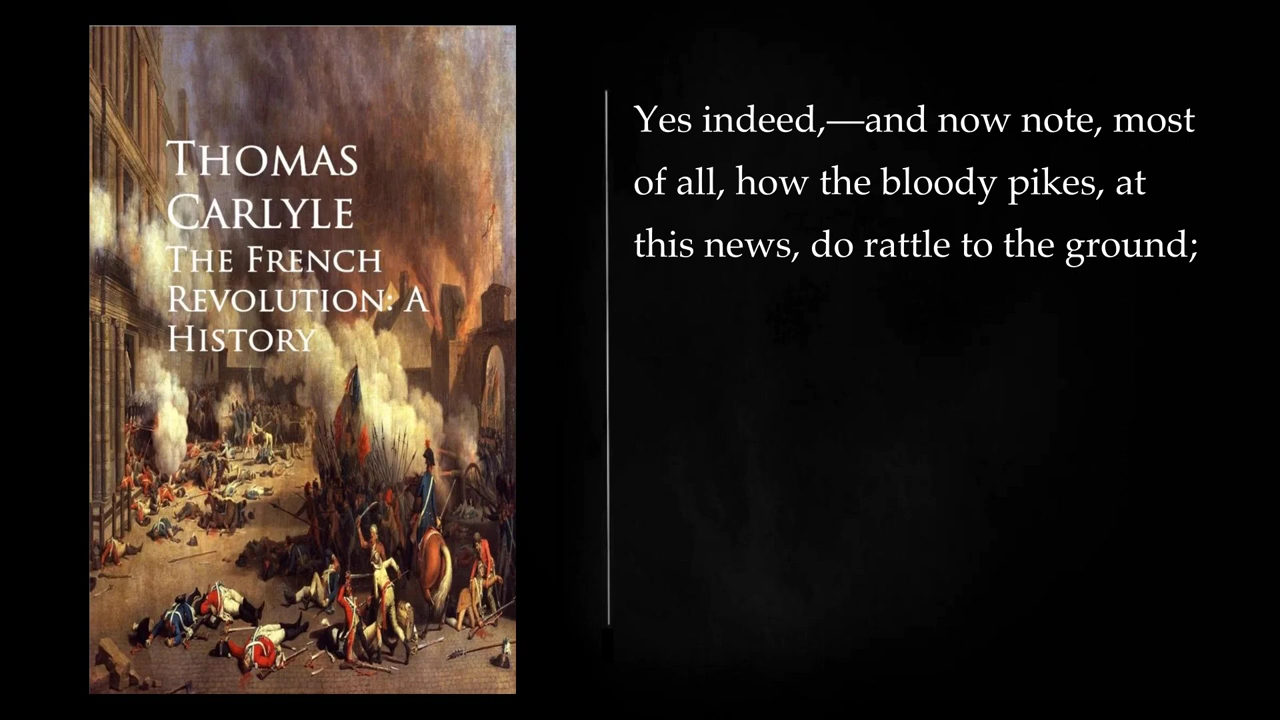 THOMAS
CARLYLE
THE FRENCH
REVOLUTION: A
HISTORY
Yes indeed,—and now note, most
of all, how the bloody pikes, at
this news, do rattle to the ground;